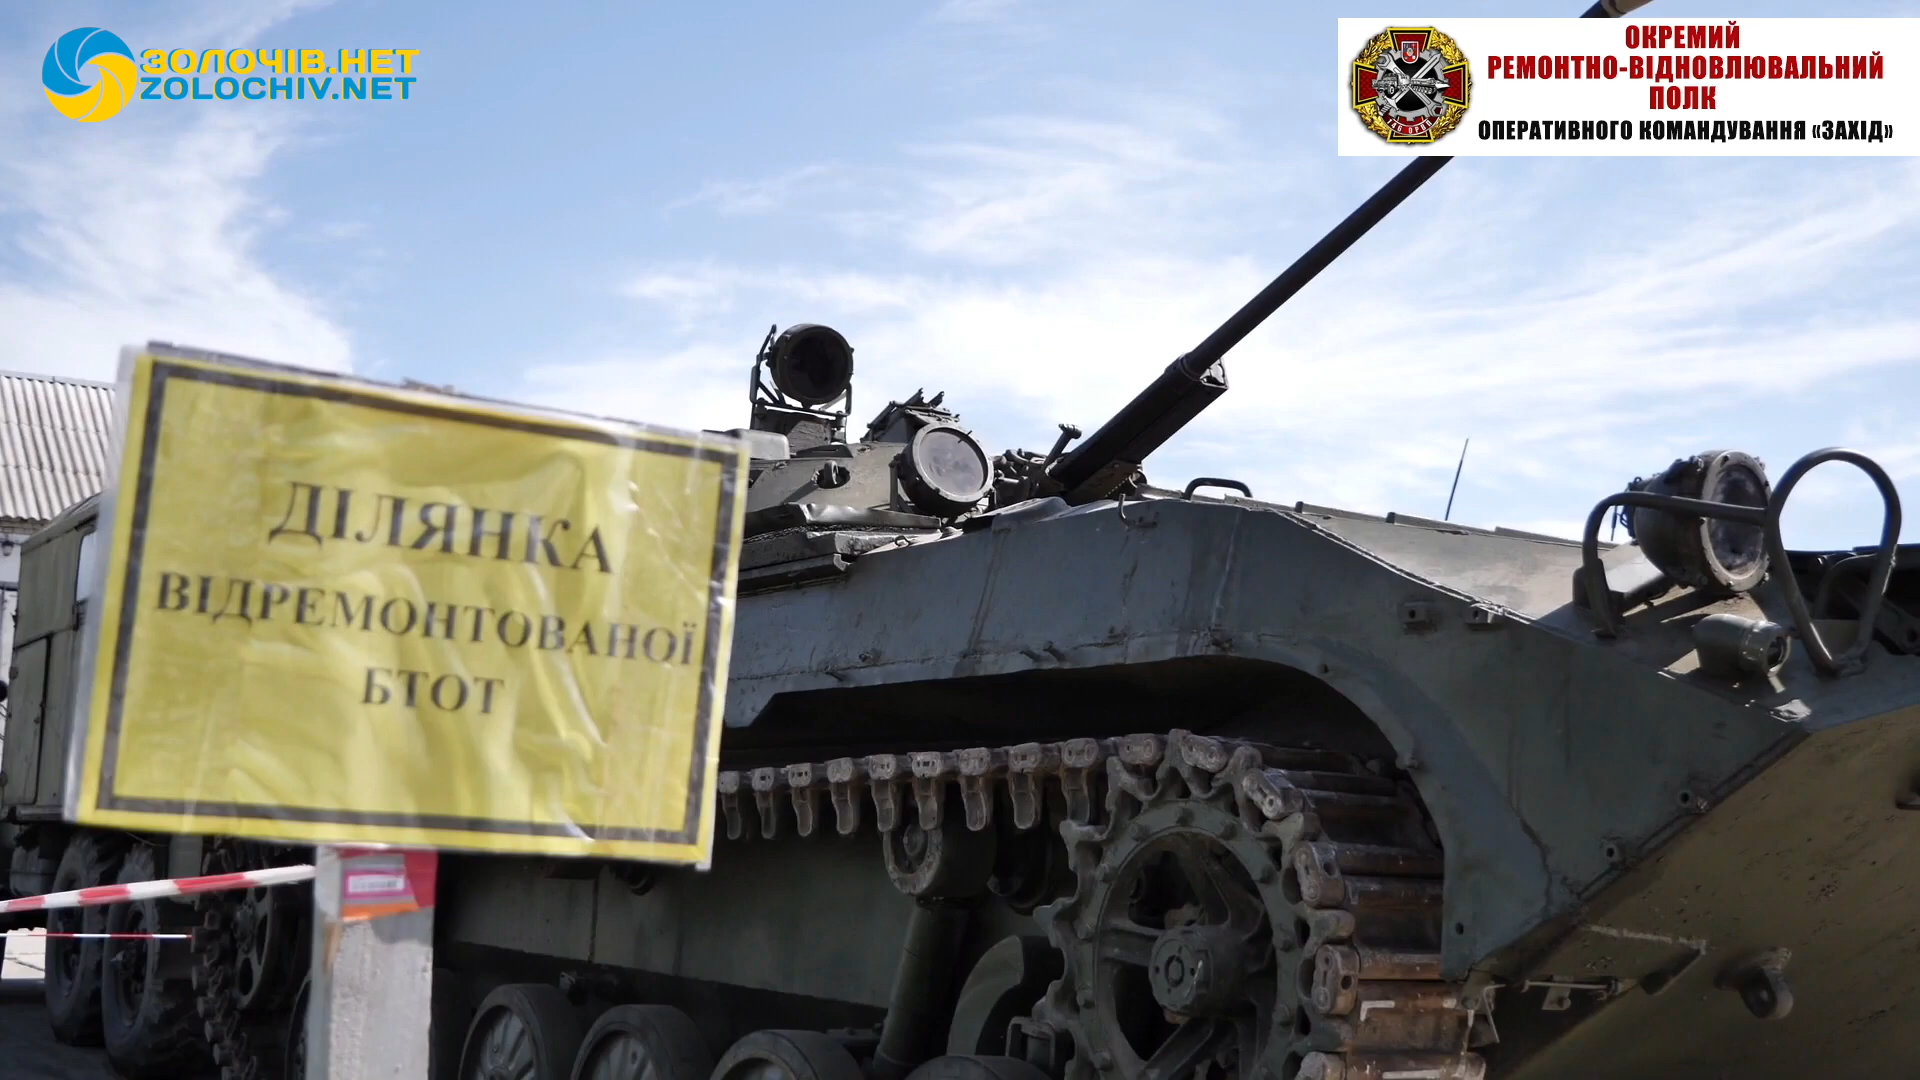 ЗОЛОЧІВ.НЕТ
ZOLOCHIV.NET
ОКРЕМИЙ
РЕМОНТНО-ВІДНОВЛЮВАЛЬНИЙ
ПОЛК
ОПЕРАТИВНОГО КОМАНДУВАННЯ «ЗАХІД»
ДІЛЯНКА
ВІДРЕМОНТОВАНОЇ
БТОТ